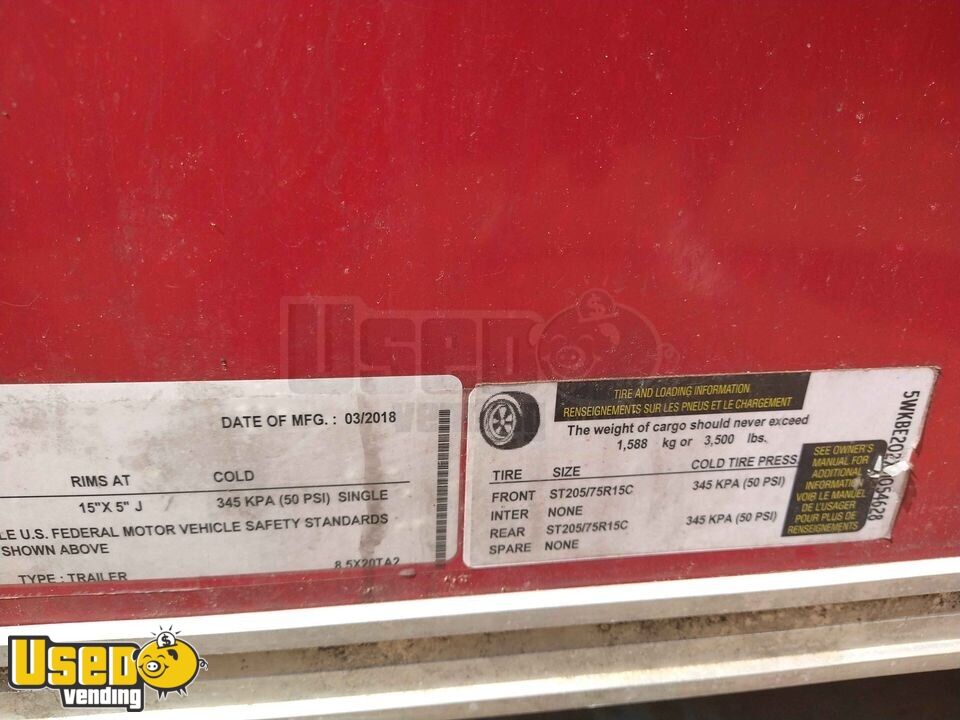 DATE OF MFG. : 03/2018
RIMS AT COLD
15"X 5" J 345 KPA (50 PSI) SINGLE
LE U.S. FEDERAL MOTOR VEHICLE SAFETY STANDARDS
SHOWN ABOVE
8.5X20TA2
TYPE : TRAILER
TIRE AND LOADING INFORMATION
RENSEIGNEMENTS SUR LES PNEUS ET LE CHARGEMENT
The weight of cargo should never exceed
1,588 kg or 3,500 lbs.
TIRE SIZE COLD TIRE PRESS
FRONT ST205/75R15C 345 KPA (50 PSI)
INTER NONE
REAR ST205/75R15C 345 KPA (50 PSI)
SPARE NONE
SEE OWNER'S
MANUAL FOR
ADDITIONAL
INFORMATION
VOIR LE MANUEL
DE L'USAGER
POUR PLUS DE
RENSEIGNEMENTS
USED
vending
USED
vending